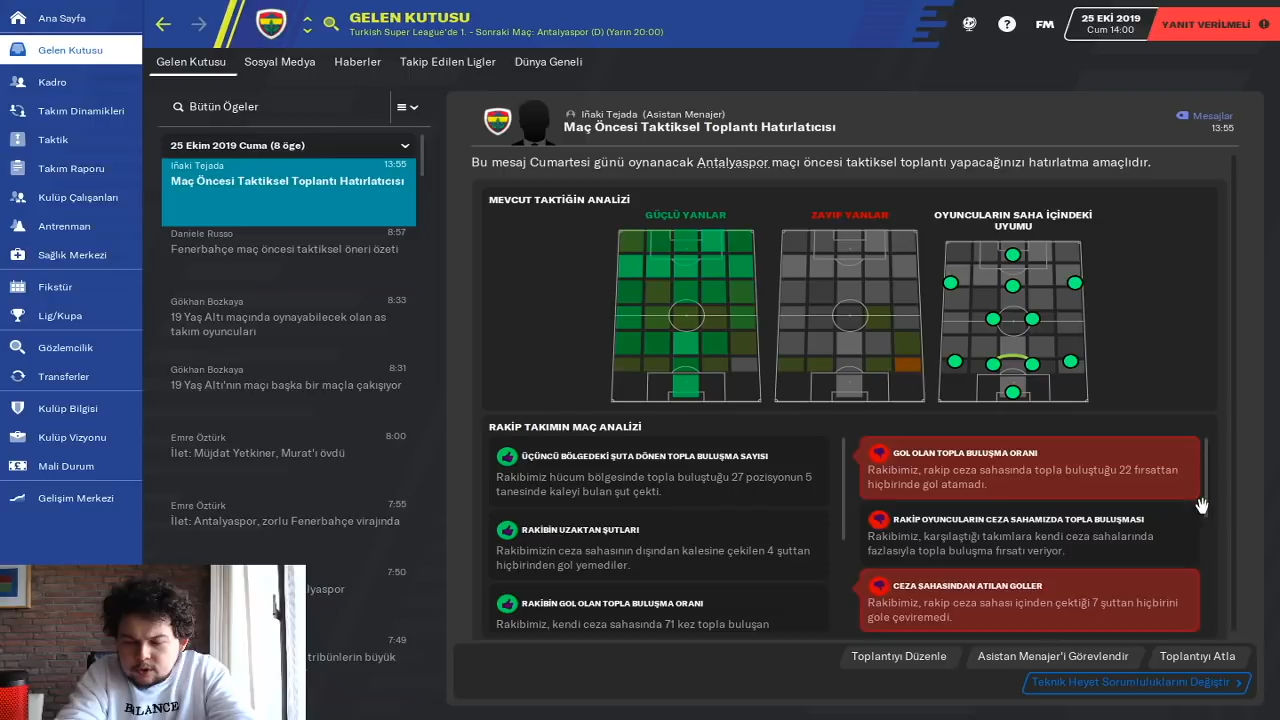 Ana Sayfa
Gelen Kutusu
Kadro
Takım Dinamikleri
Taktik
Takım Raporu
Kulüp Çalışanları
Antrenman
Sağlık Merkezi
Fikstür
Lig/Kupa
Gözlemcilik
Transferler
Kulüp Bilgisi
Kulüp Vizyonu
Mali Durum
Gelişim Merkezi
GELEN KUTUSU
Turkish Super League'de 1. - Sonraki Maç: Antalyaspor (D) (Yarın 20:00)
?
FM
25 EKİ 2019
Cum 14:00
YANIT VERİLMELİ
Gelen Kutusu
Sosyal Medya
Haberler
Takip Edilen Ligler
Dünya Geneli
Bütün Ögeler
25 Ekim 2019 Cuma (8 öge)
Iñaki Tejada
13:55
Maç Öncesi Taktiksel Toplantı Hatırlatıcısı
Daniele Russo
8:57
Fenerbahçe maç öncesi taktiksel öneri özeti
Gökhan Bozkaya
8:33
19 Yaş Altı maçında oynayabilecek olan as
takım oyuncuları
Gökhan Bozkaya
8:31
19 Yaş Altı'nın maçı başka bir maçla çakışıyor
Emre Öztürk
8:00
İlet: Müjdat Yetkiner, Murat'ı övdü
Emre Öztürk
7:55
İlet: Antalyaspor, zorlu Fenerbahçe virajında
7:50
lyaspor
7:49
tribünlerin büyük
Iñaki Tejada (Asistan Menajer)
Maç Öncesi Taktiksel Toplantı Hatırlatıcısı
Mesajlar
13:55
Bu mesaj Cumartesi günü oynanacak Antalyaspor maçı öncesi taktiksel toplantı yapacağınızı hatırlatma amaçlıdır.
MEVCUT TAKTİĞİN ANALİZİ
GÜÇLÜ YANLAR
ZAYIF YANLAR
OYUNCULARIN SAHA İÇİNDEKİ
UYUMU
RAKİP TAKIMIN MAÇ ANALİZİ
ÜÇÜNCÜ BÖLGEDEKİ ŞUTA DÖNEN TOPLA BULUŞMA SAYISI
Rakibimiz hücum bölgesinde topla buluştuğu 27 pozisyonun 5
tanesinde kaleyi bulan şut çekti.
RAKİBİN UZAKTAN ŞUTLARI
Rakibimizin ceza sahasının dışından kalesine çekilen 4 şuttan
hiçbirinden gol yemediler.
RAKİBİN GOL OLAN TOPLA BULUŞMA ORANI
Rakibimiz, kendi ceza sahasında 71 kez topla buluşan
GOL OLAN TOPLA BULUŞMA ORANI
Rakibimiz, rakip ceza sahasında topla buluştuğu 22 fırsattan
hiçbirinde gol atamadı.
RAKİP OYUNCULARIN CEZA SAHAMIZDA TOPLA BULUŞMASI
Rakibimiz, karşılaştığı takımlara kendi ceza sahalarında
fazlasıyla topla buluşma fırsatı veriyor.
CEZA SAHASINDAN ATILAN GOLLER
Rakibimiz, rakip ceza sahası içinden çektiği 7 şuttan hiçbirini
gole çeviremedi.
Toplantıyı Düzenle
Asistan Menajer'i Görevlendir
Toplantıyı Atla
Teknik Heyet Sorumluluklarını Değiştir
BALANCE